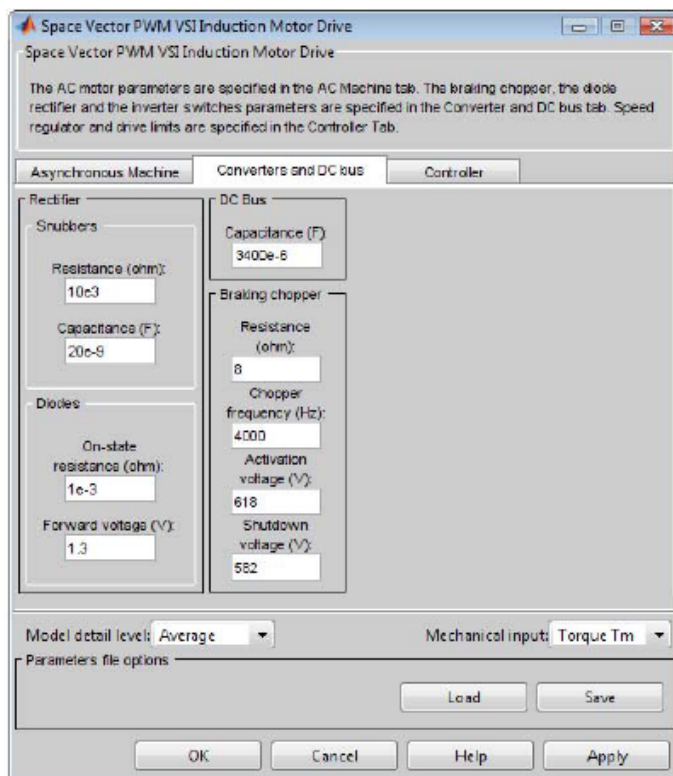 Space Vector PWM VSI Induction Motor Drive
Space Vector PWM VSI Induction Motor Drive
The AC motor parameters are specified in the AC Machine tab. The braking chopper, the diode
rectifier and the inverter switches parameters are specified in the Converter and DC bus tab. Speed
regulator and drive limits are specified in the Controller Tab.
Asynchronous Machine
Converters and DC bus
Controller
Rectifier
Snubbers
Resistance (ohm):
10e3
Capacitance (F):
20e-9
Diodes
On-state
resistance (ohm):
1e-3
Forward voltage (V):
1.3
DC Bus
Capacitance (F):
3400e-6
Braking chopper
Resistance
(ohm):
8
Chopper
frequency (Hz):
4000
Activation
voltage (V):
618
Shutdown
voltage (V):
582
Model detail level: Average
Mechanical input: Torque Tm
Parameters file options
Load
Save
OK
Cancel
Help
Apply